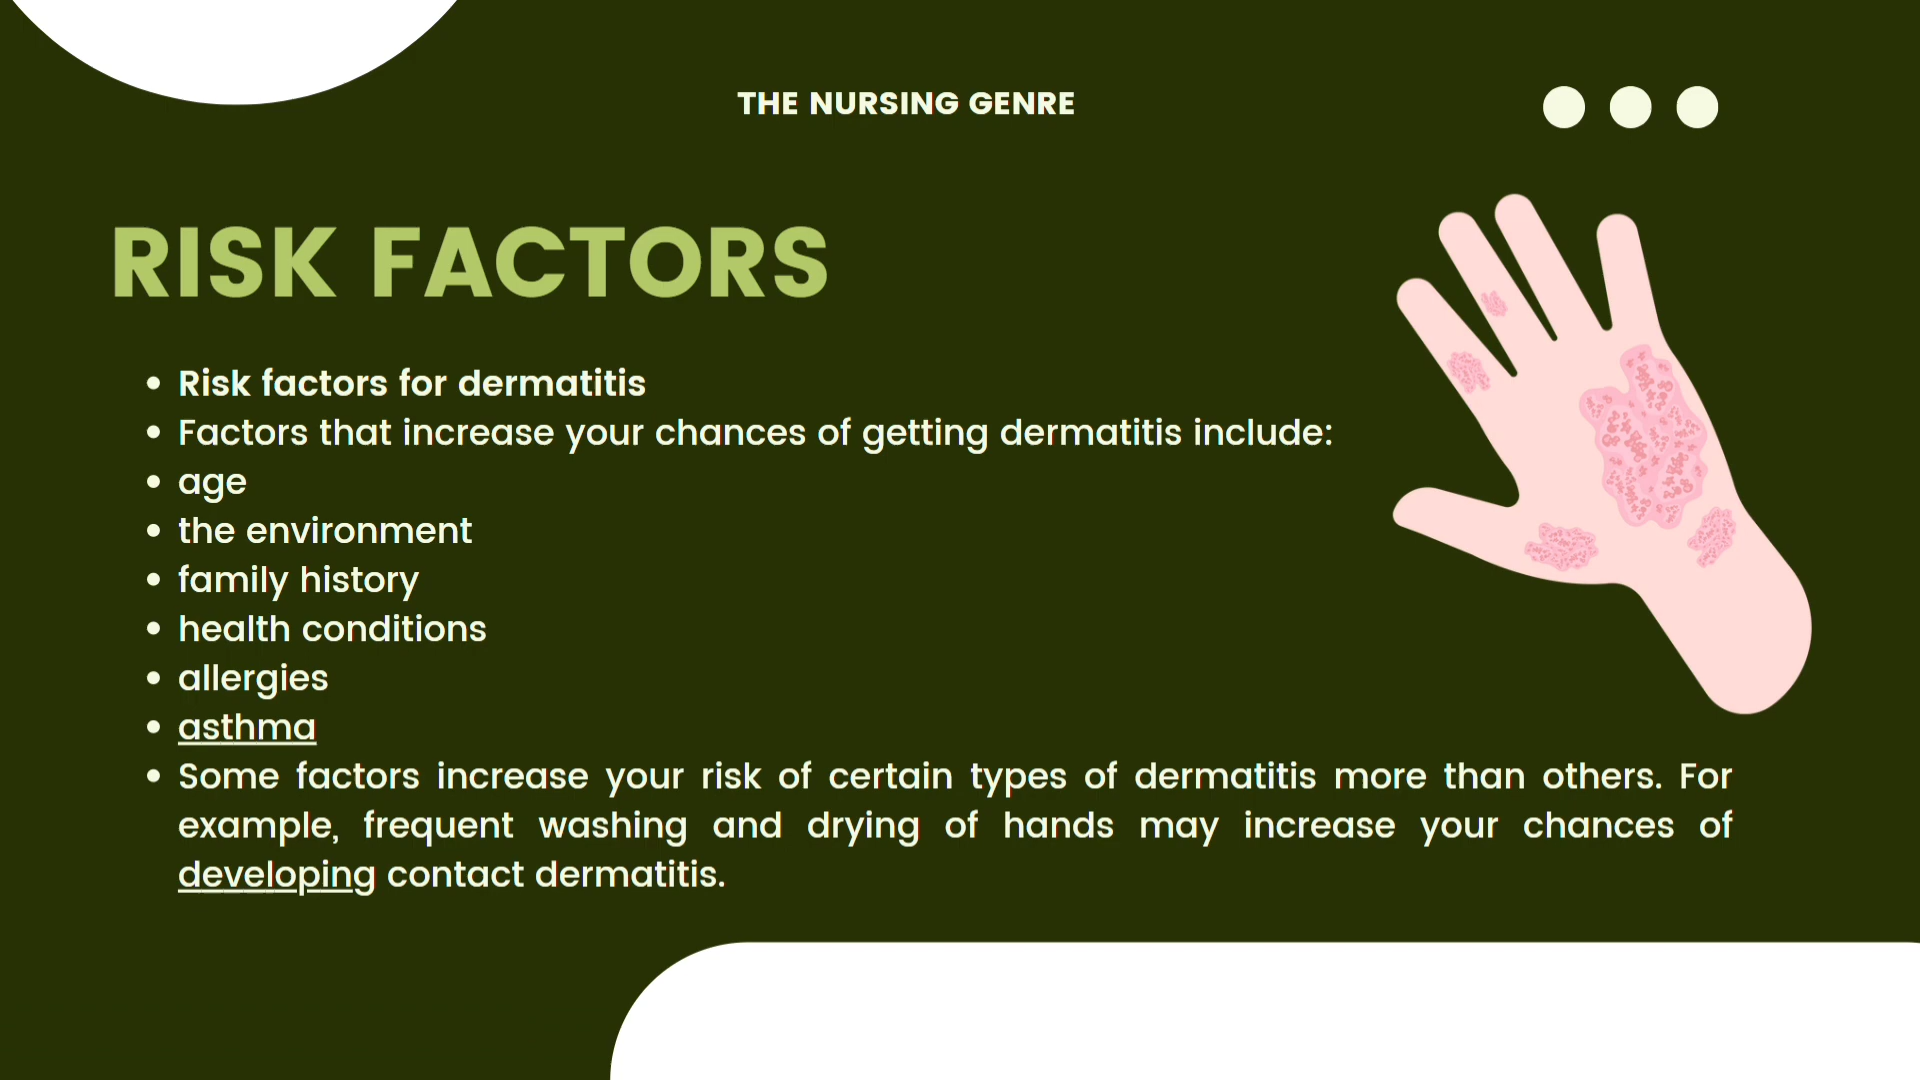 THE NURSING GENRE
RISK FACTORS
• Risk factors for dermatitis
• Factors that increase your chances of getting dermatitis include:
• age
• the environment
• family history
• health conditions
• allergies
• asthma
• Some factors increase your risk of certain types of dermatitis more than others. For
example, frequent washing and drying of hands may increase your chances of
developing contact dermatitis.